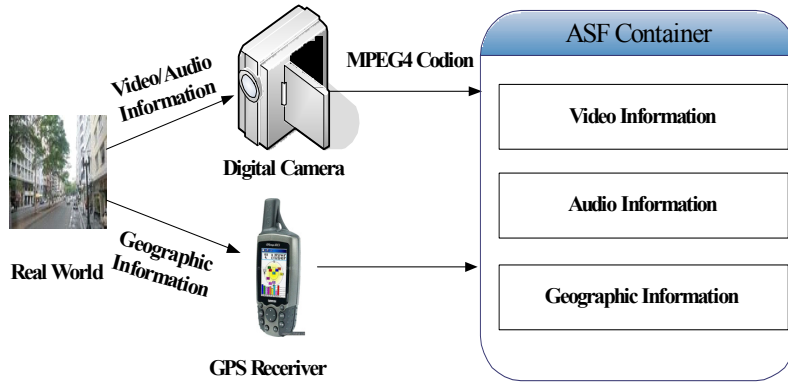 ASF Container
Video/Audio
Information
MPEG4 Codion
Video Information
Digital Camera
Audio Information
Geographic
Information
Real World
Geographic Information
GPS Receriver